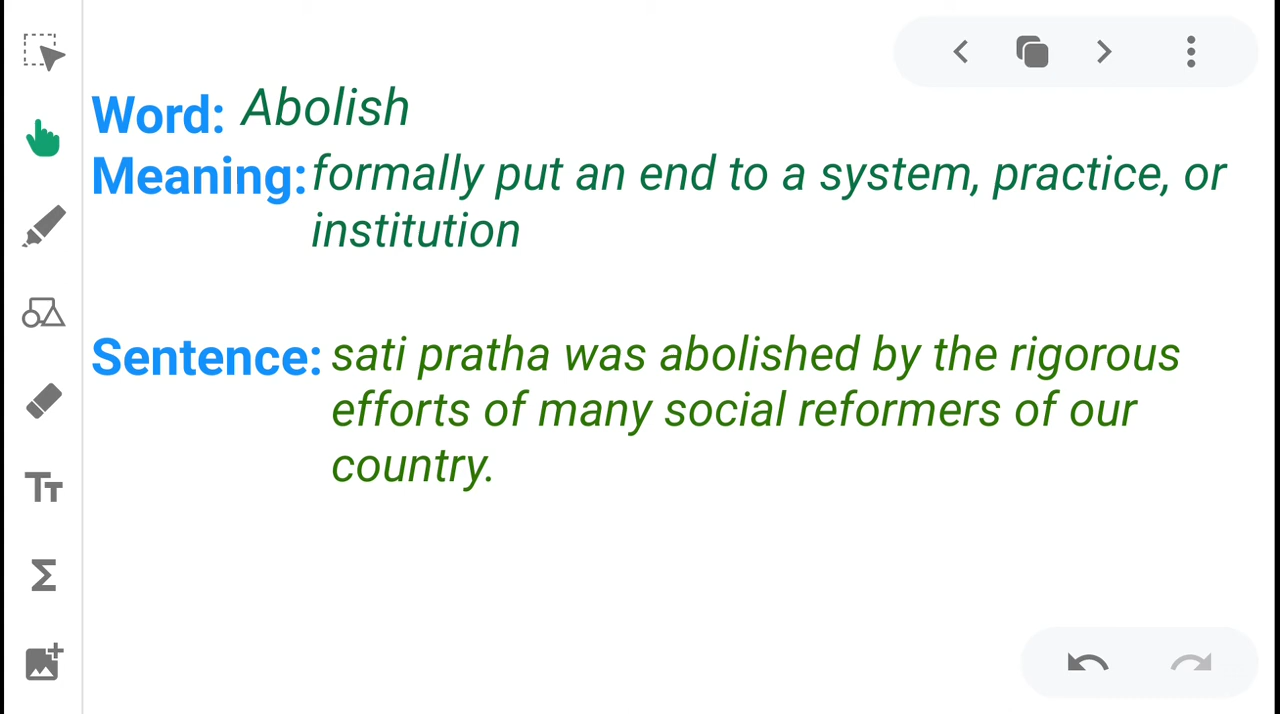 Word: Abolish
Meaning: formally put an end to a system, practice, or
institution
Sentence: sati pratha was abolished by the rigorous
efforts of many social reformers of our
country.